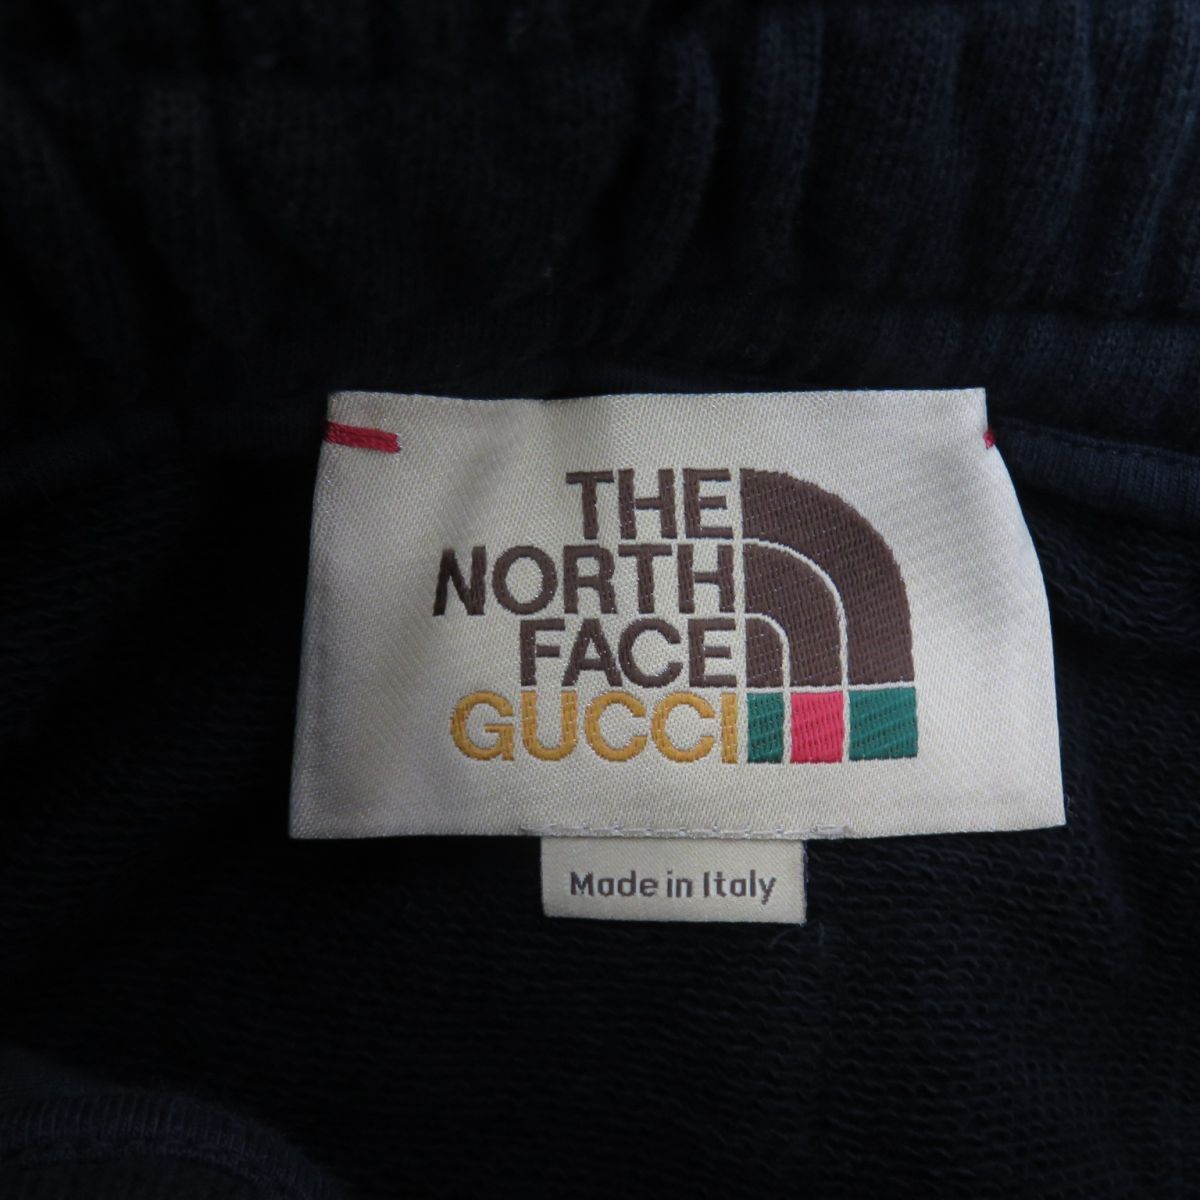 THE
NORTH
FACE
GUCCI
Made in Italy